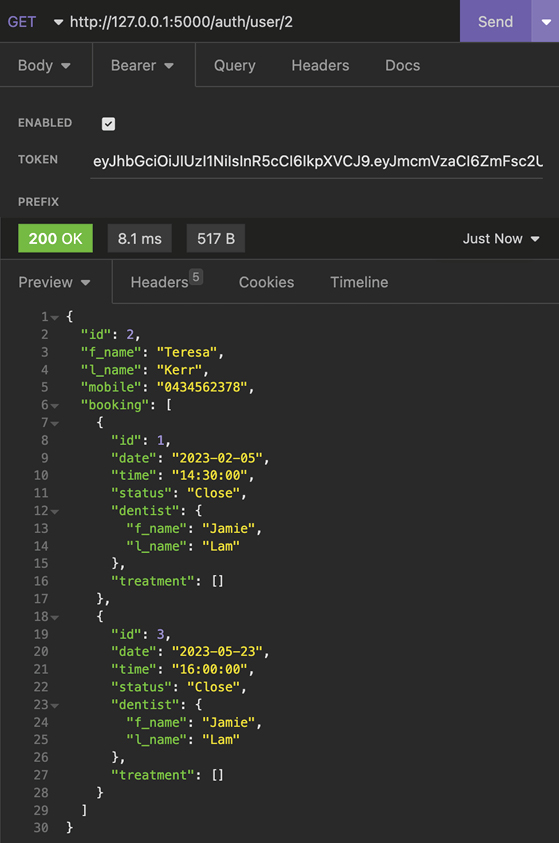 GET http://127.0.0.1:5000/auth/user/2 Send
Body Bearer Query Headers Docs
ENABLED
TOKEN eyJhbGciOiJIUzI1NiIsInR5cCI6IkpXVCJ9.eyJmcmVzaCI6ZmFsc2U
PREFIX
200 OK 8.1 ms 517 B Just Now
Preview Headers 5 Cookies Timeline
1 {
2 "id": 2,
3 "f_name": "Teresa",
4 "l_name": "Kerr",
5 "mobile": "0434562378",
6 "booking": [
7 {
8 "id": 1,
9 "date": "2023-02-05",
10 "time": "14:30:00",
11 "status": "Close",
12 "dentist": {
13 "f_name": "Jamie",
14 "l_name": "Lam"
15 },
16 "treatment": []
17 },
18 {
19 "id": 3,
20 "date": "2023-05-23",
21 "time": "16:00:00",
22 "status": "Close",
23 "dentist": {
24 "f_name": "Jamie",
25 "l_name": "Lam"
26 },
27 "treatment": []
28 }
29 ]
30 }